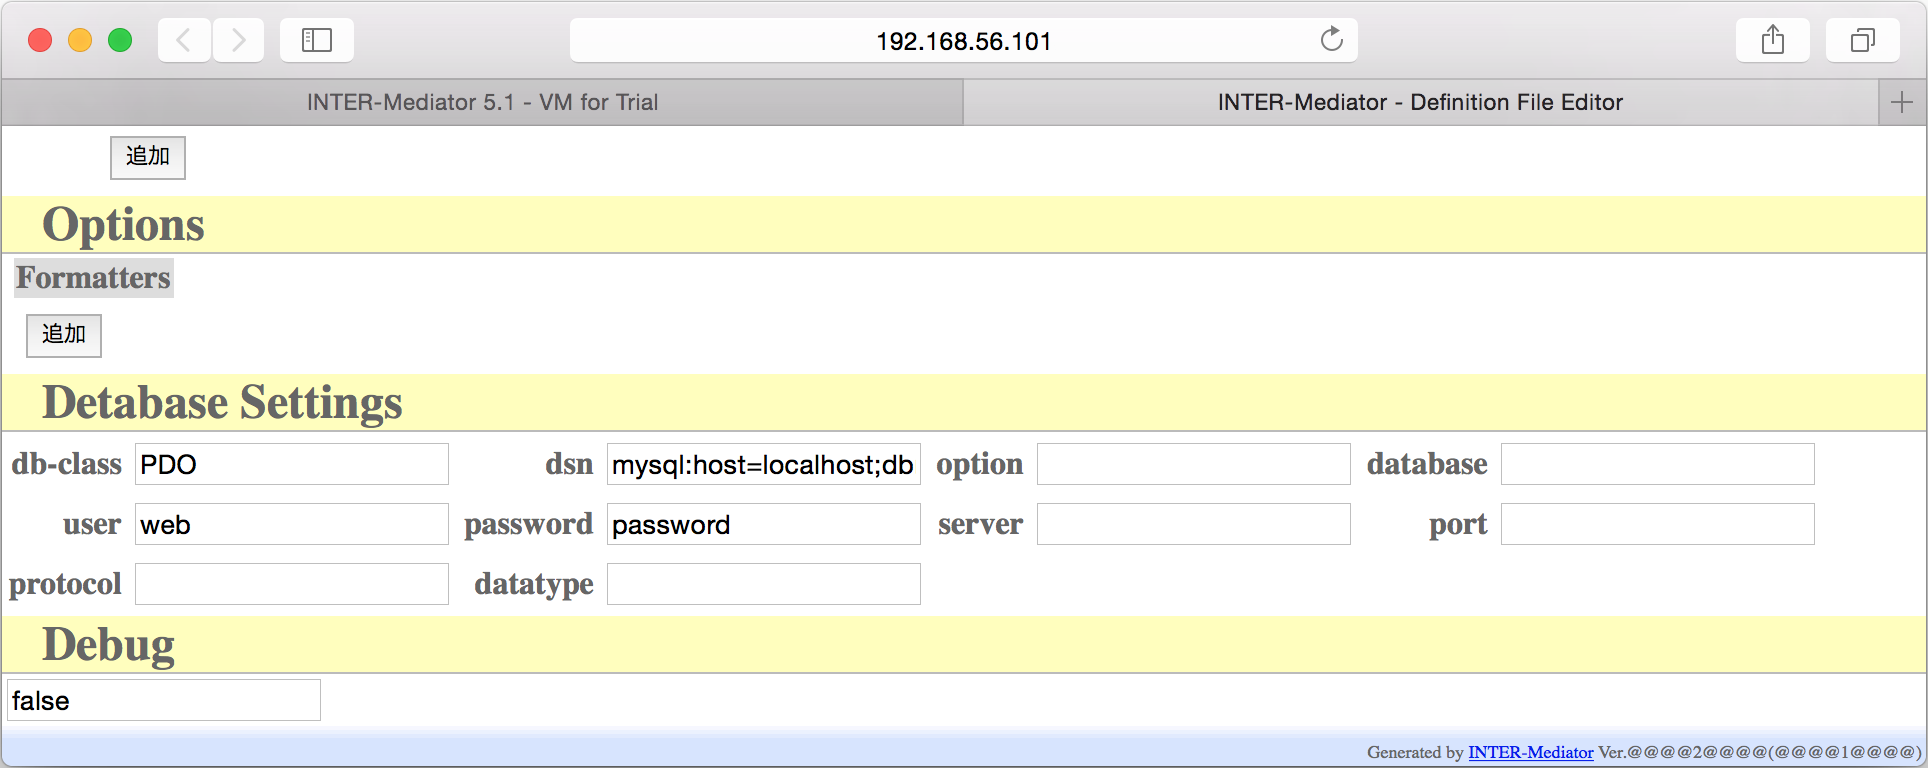 192.168.56.101
INTER-Mediator 5.1 - VM for Trial
INTER-Mediator - Definition File Editor
追加
Options
Formatters
追加
Detabase Settings
db-class PDO dsn mysql:host=localhost;db option database
user web password password server port
protocol datatype
Debug
false
Generated by INTER-Mediator Ver.@@@@2@@@@(@@@@1@@@@)